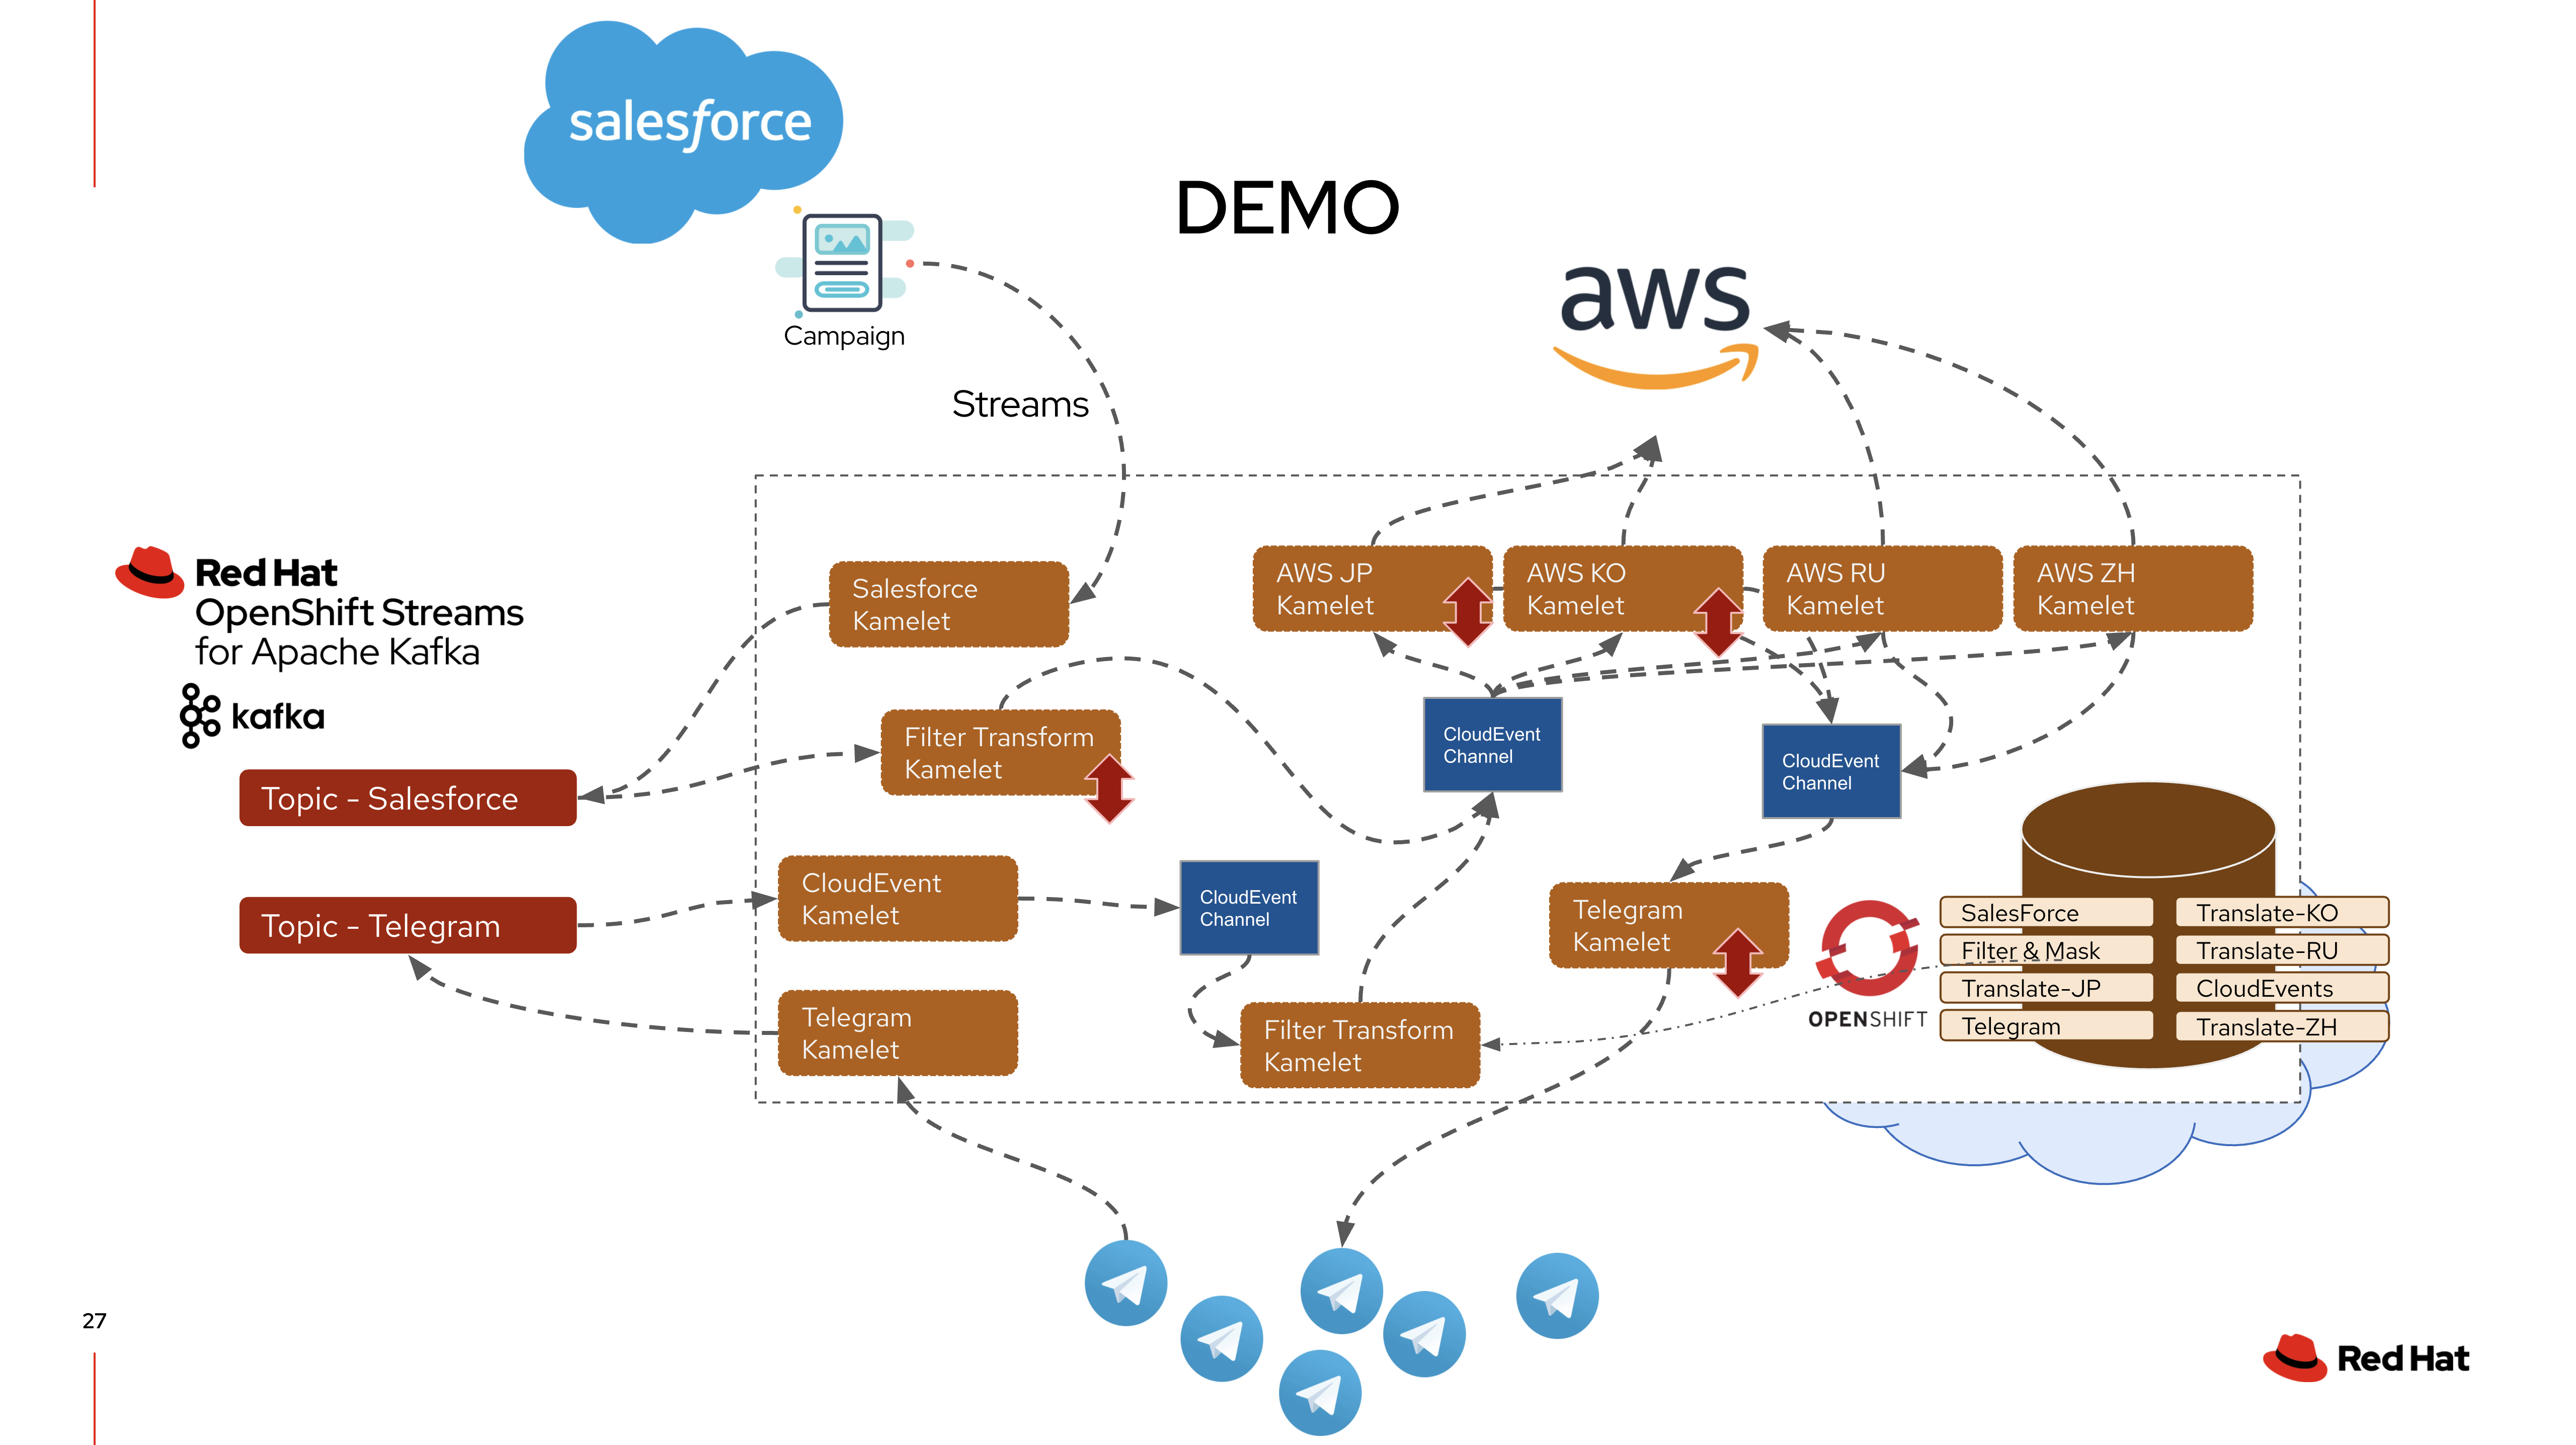 salesforce
DEMO
Campaign
aws
Streams
Red Hat
OpenShift Streams
for Apache Kafka
kafka
Salesforce
Kamelet
AWS JP
Kamelet
AWS KO
Kamelet
AWS RU
Kamelet
AWS ZH
Kamelet
Filter Transform
Kamelet
CloudEvent
Channel
CloudEvent
Channel
Topic - Salesforce
CloudEvent
Kamelet
CloudEvent
Channel
Topic - Telegram
Telegram
Kamelet
SalesForce
Translate-KO
Filter & Mask
Translate-RU
Translate-JP
CloudEvents
Telegram
Translate-ZH
OPENSHIFT
Telegram
Kamelet
Filter Transform
Kamelet
27
Red Hat